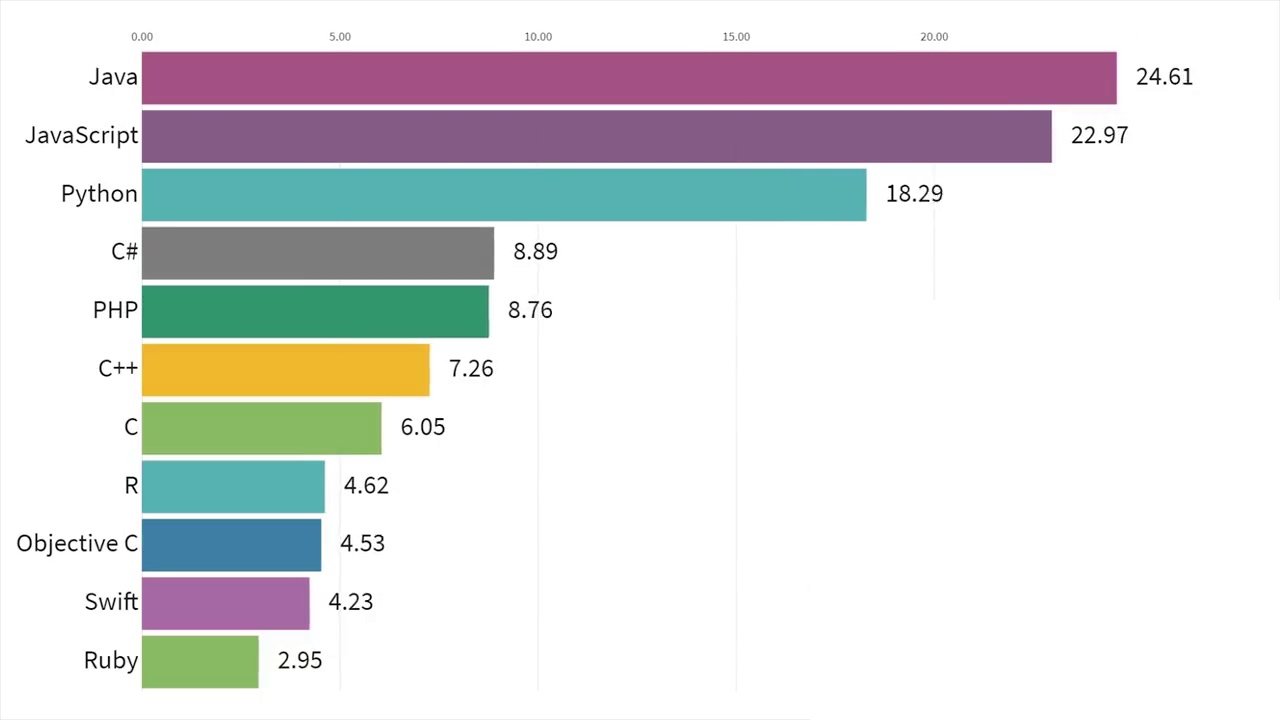 0.00 5.00 10.00 15.00 20.00
Java 24.61
JavaScript 22.97
Python 18.29
C# 8.89
PHP 8.76
C++ 7.26
C 6.05
R 4.62
Objective C 4.53
Swift 4.23
Ruby 2.95